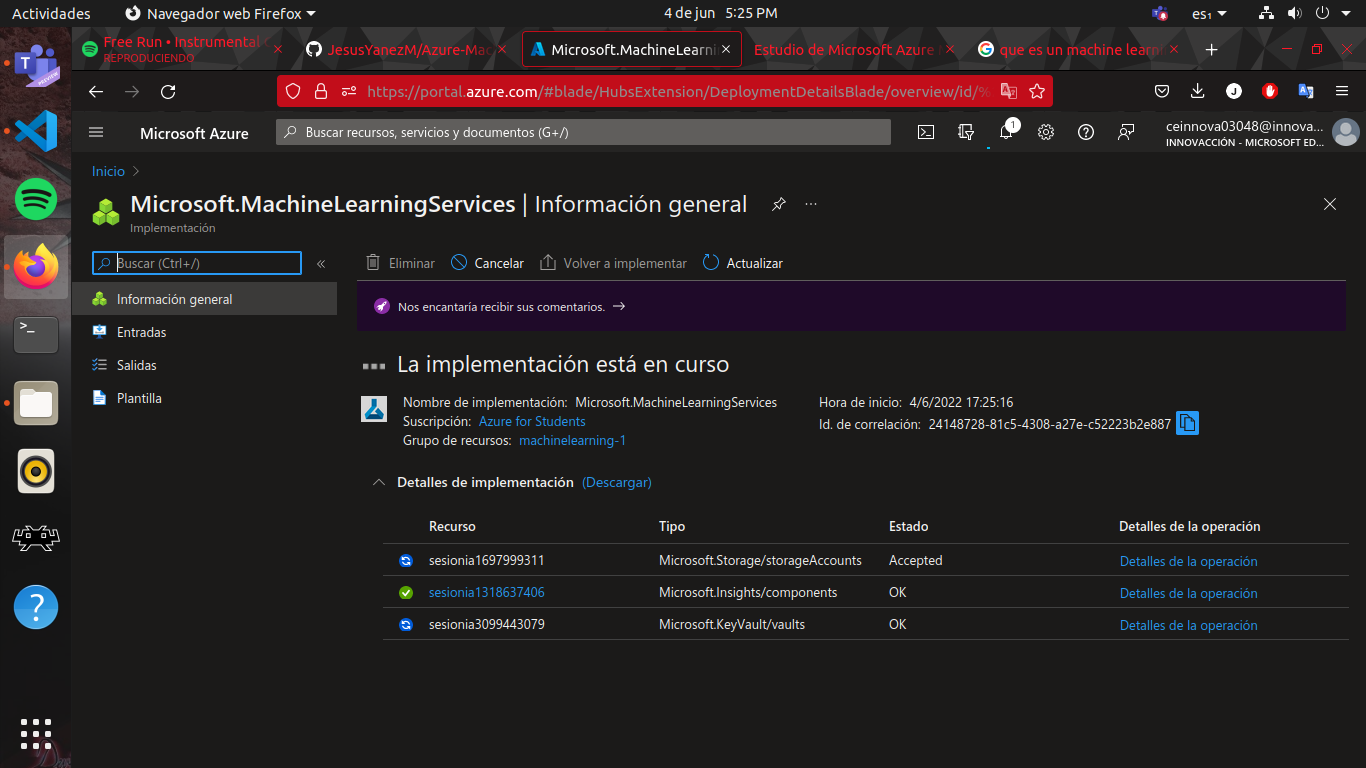 Actividades
Navegador web Firefox
4 de jun 5:25 PM
es₁
Free Run • Instrumental
REPRODUCIENDO
JesusYanezM/Azure-Mac
Microsoft.MachineLearni
Estudio de Microsoft Azure
que es un machine learni
https://portal.azure.com/#blade/HubsExtension/DeploymentDetailsBlade/overview/id/%
Microsoft Azure
Buscar recursos, servicios y documentos (G+/)
1
ceinnova03048@innova...
INNOVACCIÓN - MICROSOFT ED...
Inicio
Microsoft.MachineLearningServices | Información general
Implementación
Buscar (Ctrl+/)
Eliminar
Cancelar
Volver a implementar
Actualizar
Información general
Entradas
Salidas
Plantilla
Nos encantaría recibir sus comentarios.
La implementación está en curso
Nombre de implementación: Microsoft.MachineLearningServices
Suscripción: Azure for Students
Grupo de recursos: machinelearning-1
Hora de inicio: 4/6/2022 17:25:16
Id. de correlación: 24148728-81c5-4308-a27e-c52223b2e887
Detalles de implementación (Descargar)
Recurso Tipo Estado Detalles de la operación
sesionia1697999311 Microsoft.Storage/storageAccounts Accepted Detalles de la operación
sesionia1318637406 Microsoft.Insights/components OK Detalles de la operación
sesionia3099443079 Microsoft.KeyVault/vaults OK Detalles de la operación